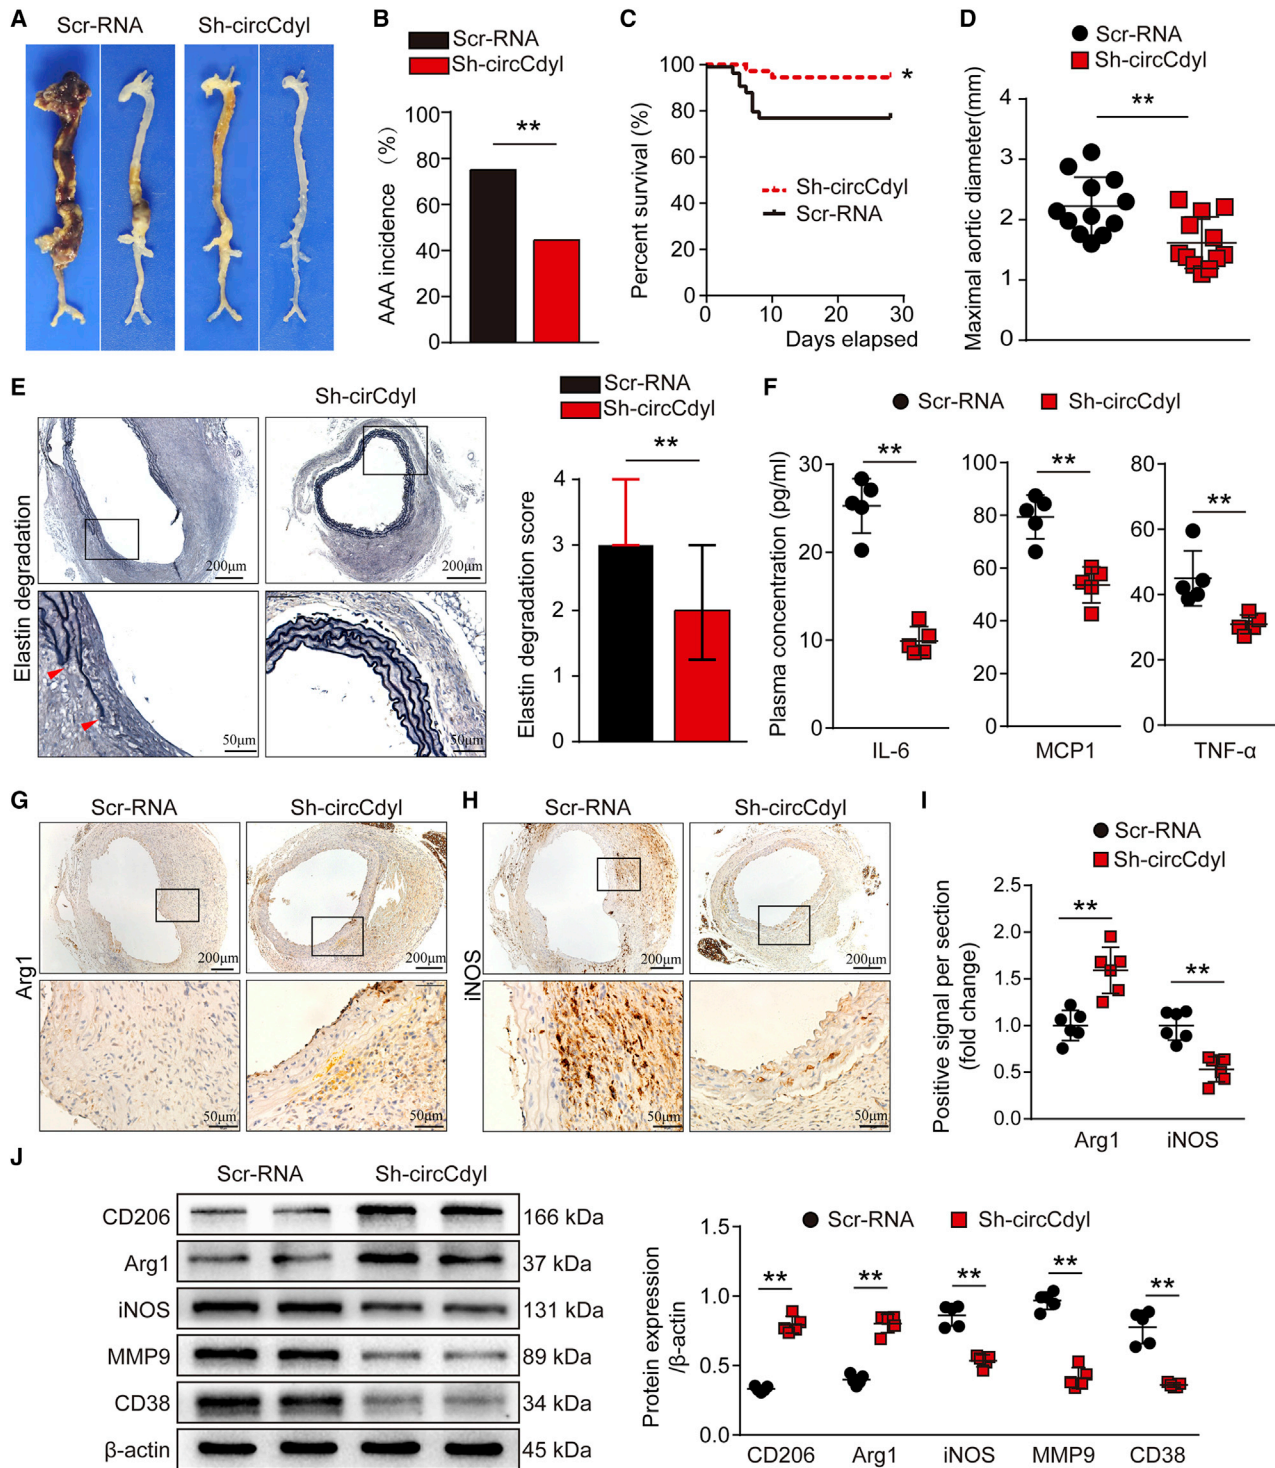 A
Scr-RNA
Sh-circCdyl
B
Scr-RNA
Sh-circCdyl
AAA incidence (%)
100
80
60
40
20
0
**
C
Percent survival (%)
100
80
60
40
20
0
*
Sh-circCdyl
Scr-RNA
0
10
20
30
Days elapsed
D
Scr-RNA
Sh-circCdyl
Maximal aortic diameter(mm)
4
3
2
1
0
**
E
Sh-cirCdyl
Elastin degradation
200μm
200μm
50μm
50μm
Scr-RNA
Sh-circCdyl
Elastin degradation score
4
3
2
1
0
**
F
Scr-RNA
Sh-circCdyl
Plasma concentration (pg/ml)
30
20
10
0
**
IL-6
100
80
60
40
20
0
**
MCP1
80
60
40
20
0
**
TNF-α
G
Scr-RNA
Sh-circCdyl
Arg1
200μm
200μm
50μm
50μm
H
Scr-RNA
Sh-circCdyl
iNOS
200μm
200μm
50μm
50μm
I
Scr-RNA
Sh-circCdyl
Positive signal per section
(fold change)
2.5
2.0
1.5
1.0
0.5
0.0
**
**
Arg1
iNOS
J
Scr-RNA
Sh-circCdyl
CD206
166 kDa
Arg1
37 kDa
iNOS
131 kDa
MMP9
89 kDa
CD38
34 kDa
β-actin
45 kDa
Scr-RNA
Sh-circCdyl
Protein expression
/β-actin
1.5
1.0
0.5
0.0
**
**
**
**
**
CD206
Arg1
iNOS
MMP9
CD38